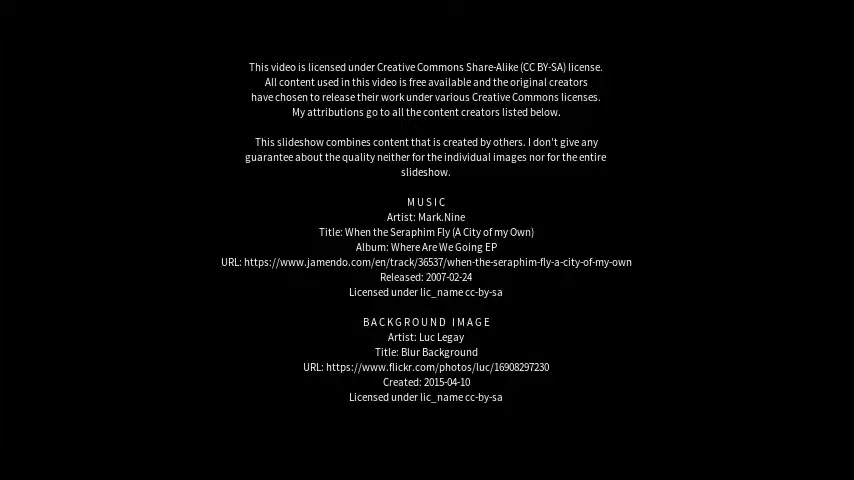 This video is licensed under Creative Commons Share-Alike (CC BY-SA) license.
All content used in this video is free available and the original creators
have chosen to release their work under various Creative Commons licenses.
My attributions go to all the content creators listed below.
This slideshow combines content that is created by others. I don't give any
guarantee about the quality neither for the individual images nor for the entire
slideshow.
MUSIC
Artist: Mark.Nine
Title: When the Seraphim Fly (A City of my Own)
Album: Where Are We Going EP
URL: https://www.jamendo.com/en/track/36537/when-the-seraphim-fly-a-city-of-my-own
Released: 2007-02-24
Licensed under lic_name cc-by-sa
BACKGROUND IMAGE
Artist: Luc Legay
Title: Blur Background
URL: https://www.flickr.com/photos/luc/16908297230
Created: 2015-04-10
Licensed under lic_name cc-by-sa